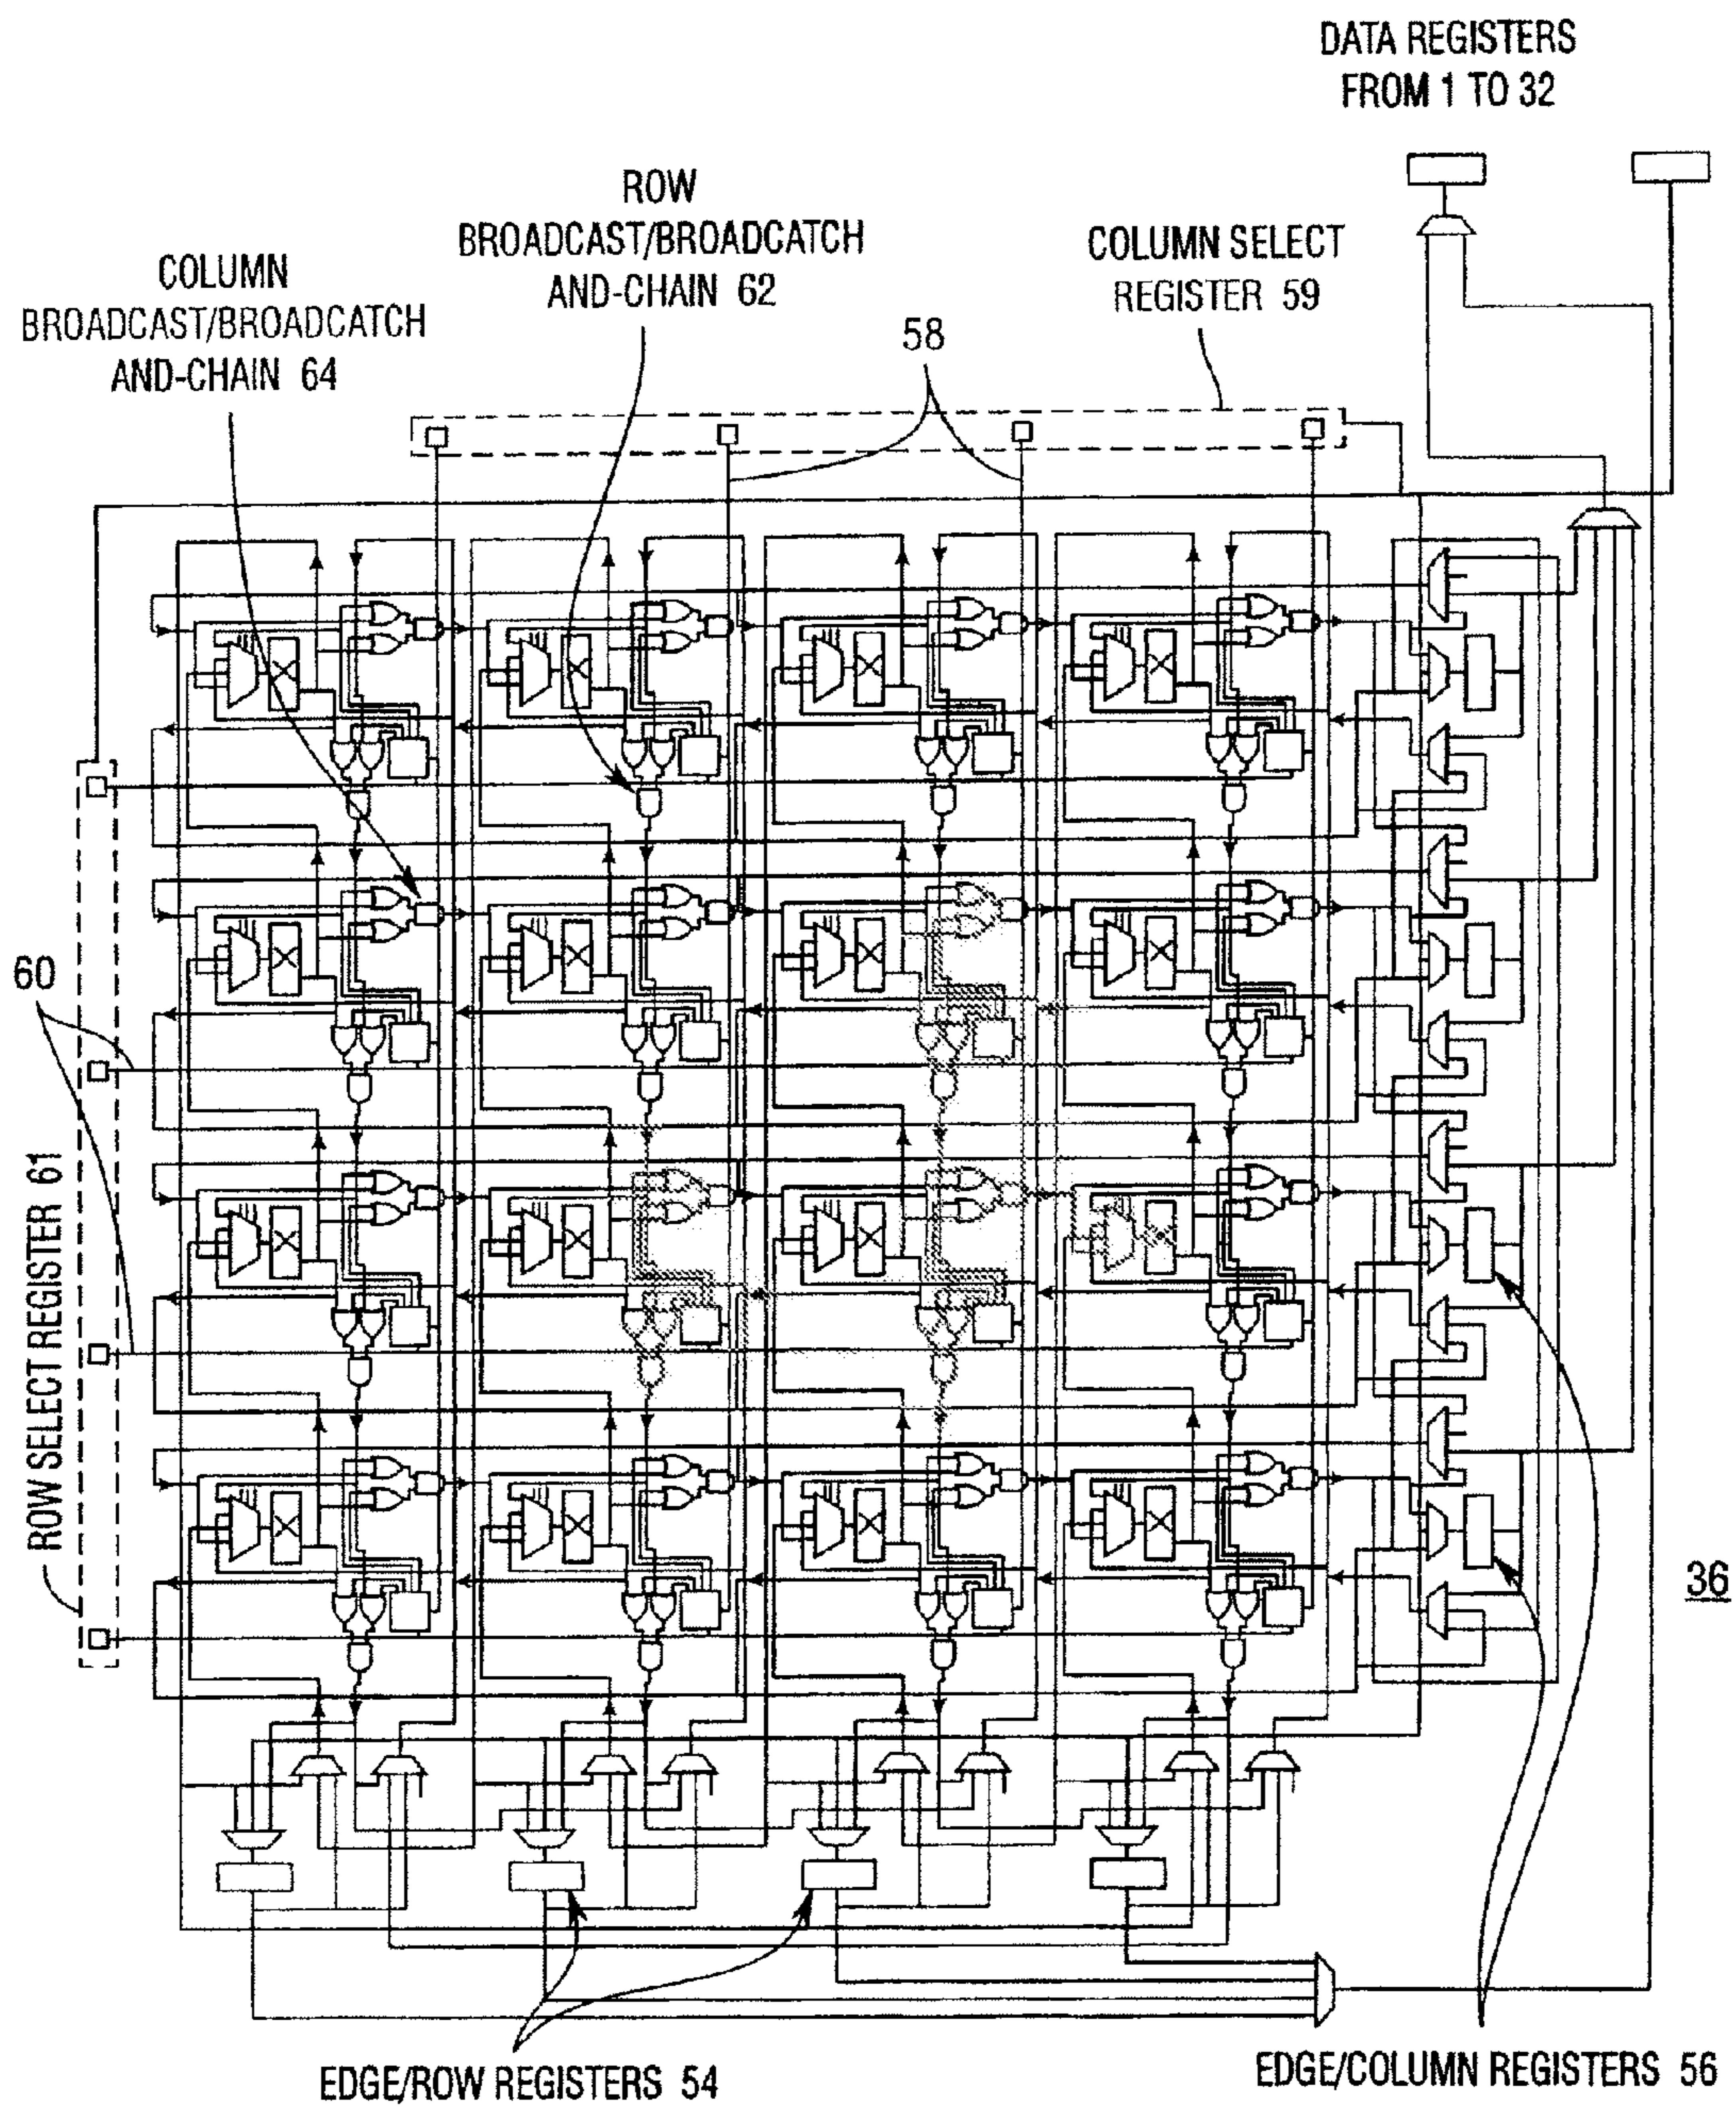 DATA REGISTERS
FROM 1 TO 32
ROW
BROADCAST/BROADCATCH
AND-CHAIN 62
COLUMN SELECT
REGISTER 59
COLUMN
BROADCAST/BROADCATCH
AND-CHAIN 64
58
60
ROW SELECT REGISTER 61
36
EDGE/ROW REGISTERS 54
EDGE/COLUMN REGISTERS 56